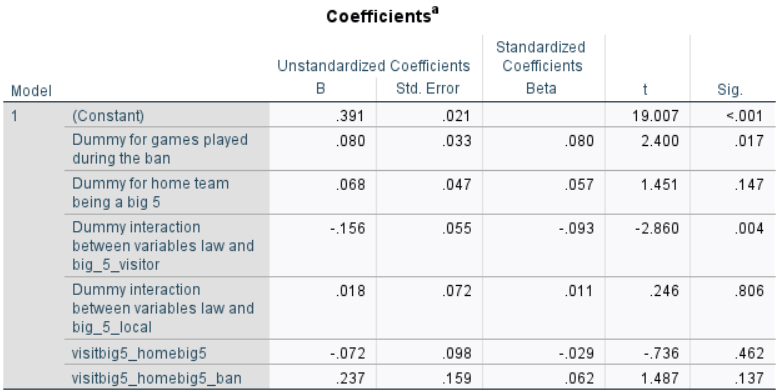 Coefficientsa
Unstandardized Coefficients Standardized Coefficients
Model B Std. Error Beta t Sig.
1 (Constant) .391 .021 19.007 <.001
Dummy for games played during the ban .080 .033 .080 2.400 .017
Dummy for home team being a big 5 .068 .047 .057 1.451 .147
Dummy interaction between variables law and big_5_visitor -.156 .055 -.093 -2.860 .004
Dummy interaction between variables law and big_5_local .018 .072 .011 .246 .806
visitbig5_homebig5 -.072 .098 -.029 -.736 .462
visitbig5_homebig5_ban .237 .159 .062 1.487 .137